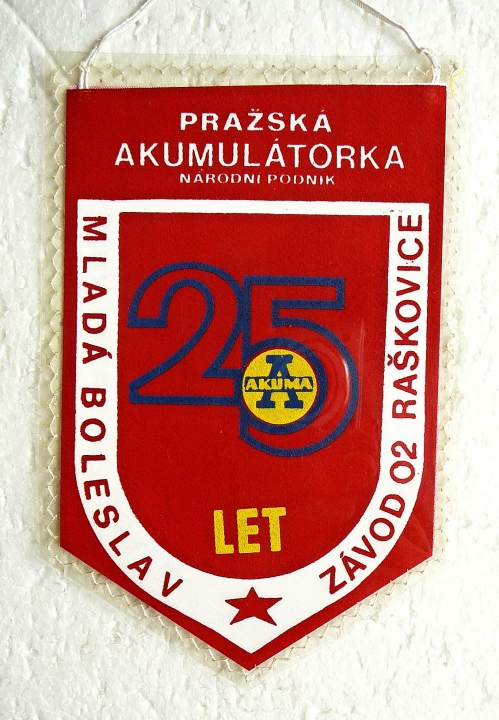 PRAŽSKÁ
AKUMULÁTORKA
NÁRODNÍ PODNIK
MLADÁ BOLESLAV
ZÁVOD 02 RAŠKOVICE
25
A
AKUMA
LET